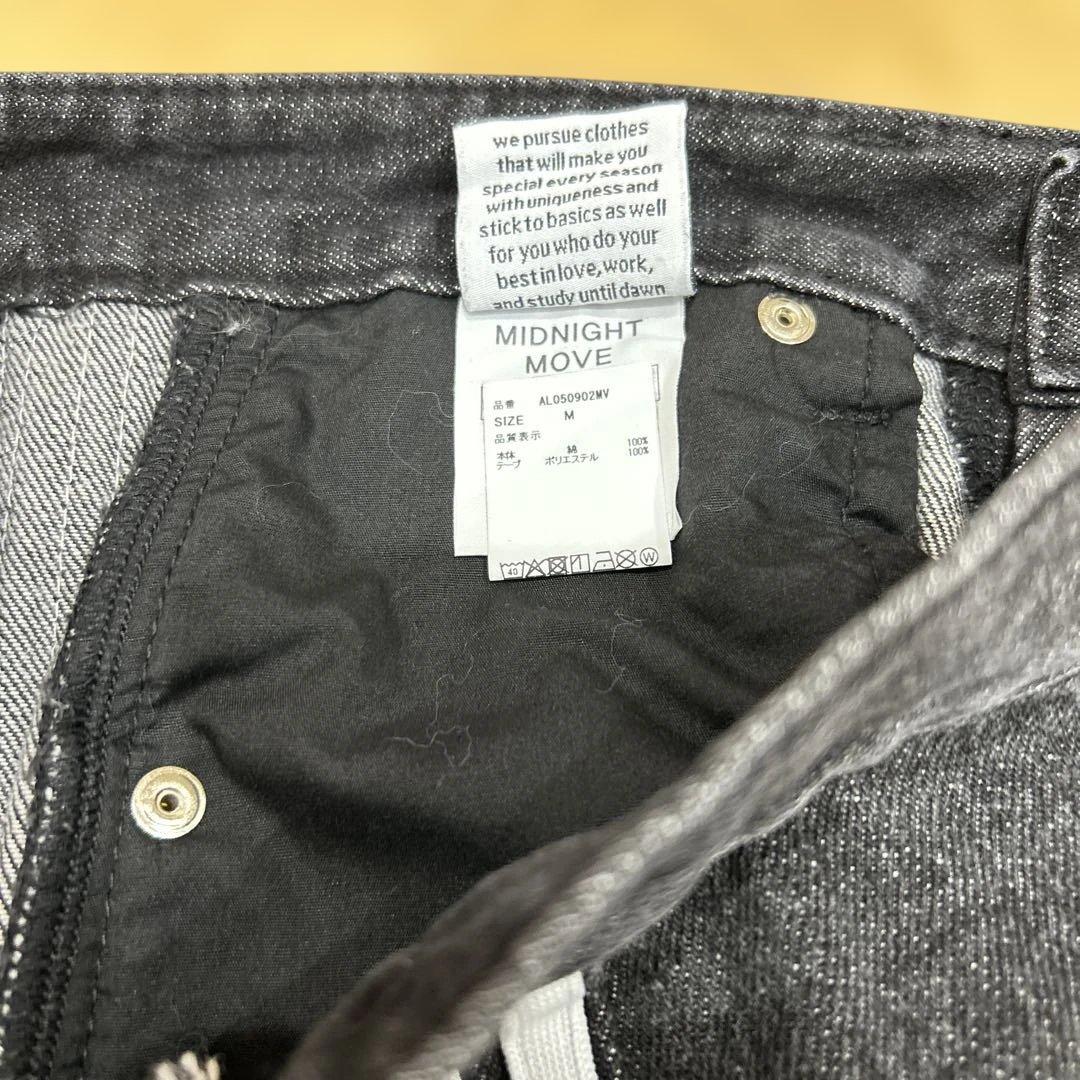 we pursue clothes
that will make you
special every season
with uniqueness and
stick to basics as well
for you who do your
best in love, work,
and study until dawn
MIDNIGHT
MOVE
品番 AL050902MV
SIZE M
品質表示
本体 綿 100%
テープ ポリエステル 100%
40 W